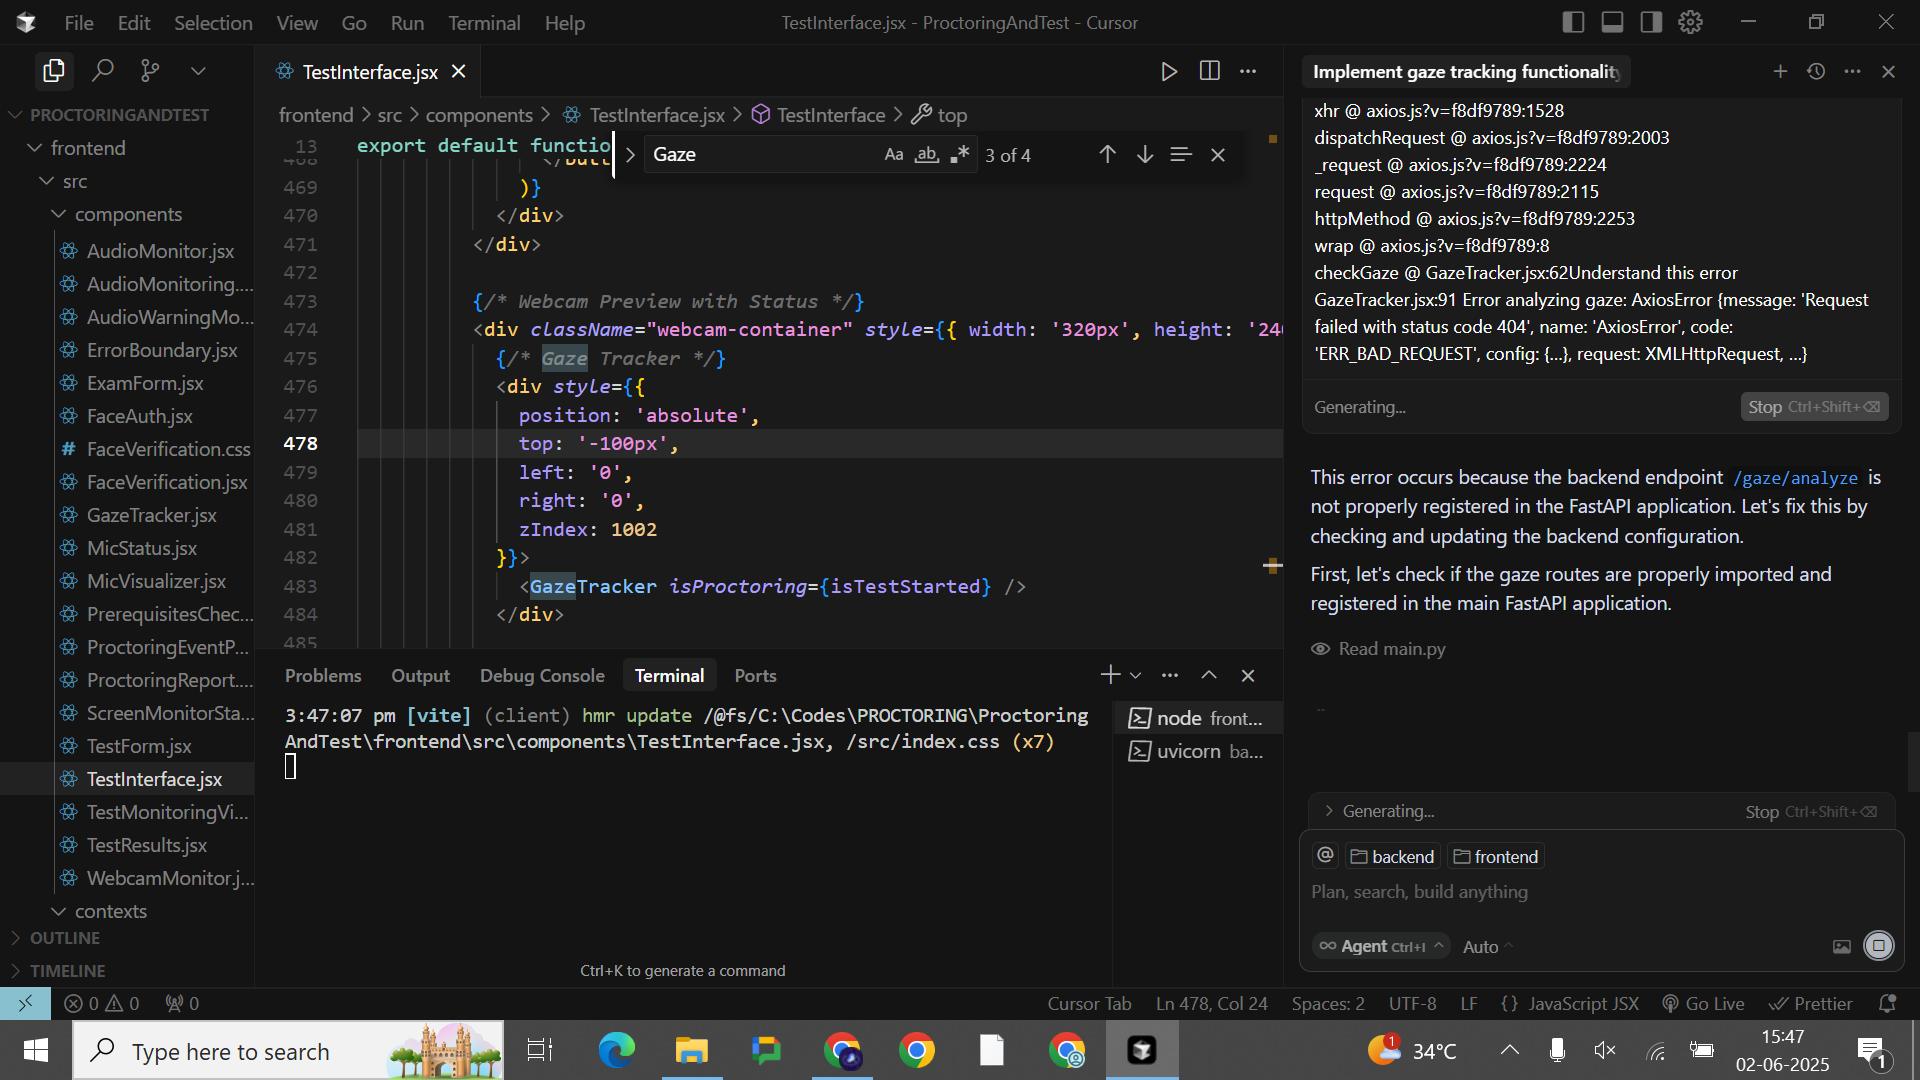 File Edit Selection View Go Run Terminal Help
TestInterface.jsx - ProctoringAndTest - Cursor
PROCTORINGANDTEST
frontend
src
components
AudioMonitor.jsx
AudioMonitoring....
AudioWarningMo...
ErrorBoundary.jsx
ExamForm.jsx
FaceAuth.jsx
# FaceVerification.css
FaceVerification.jsx
GazeTracker.jsx
MicStatus.jsx
MicVisualizer.jsx
PrerequisitesChec...
ProctoringEventP...
ProctoringReport....
ScreenMonitorSta...
TestForm.jsx
TestInterface.jsx
TestMonitoringVi...
TestResults.jsx
WebcamMonitor.j...
contexts
OUTLINE
TIMELINE
TestInterface.jsx
frontend > src > components > TestInterface.jsx > TestInterface > top
13 export default functio
Gaze Aa ab 3 of 4
468 </butt
469 )}
470 </div>
471 </div>
472
473 {/* Webcam Preview with Status */}
474 <div className="webcam-container" style={{ width: '320px', height: '240
475 {/* Gaze Tracker */}
476 <div style={{
477 position: 'absolute',
478 top: '-100px',
479 left: '0',
480 right: '0',
481 zIndex: 1002
482 }}>
483 <GazeTracker isProctoring={isTestStarted} />
484 </div>
485
Problems Output Debug Console Terminal Ports
3:47:07 pm [vite] (client) hmr update /@fs/C:\Codes\PROCTORING\Proctoring
AndTest\frontend\src\components\TestInterface.jsx, /src/index.css (x7)
node front...
uvicorn ba...
Ctrl+K to generate a command
Implement gaze tracking functionality
xhr @ axios.js?v=f8df9789:1528
dispatchRequest @ axios.js?v=f8df9789:2003
_request @ axios.js?v=f8df9789:2224
request @ axios.js?v=f8df9789:2115
httpMethod @ axios.js?v=f8df9789:2253
wrap @ axios.js?v=f8df9789:8
checkGaze @ GazeTracker.jsx:62Understand this error
GazeTracker.jsx:91 Error analyzing gaze: AxiosError {message: 'Request
failed with status code 404', name: 'AxiosError', code:
'ERR_BAD_REQUEST', config: {…}, request: XMLHttpRequest, …}
Generating... Stop Ctrl+Shift+⌫
This error occurs because the backend endpoint /gaze/analyze is
not properly registered in the FastAPI application. Let's fix this by
checking and updating the backend configuration.
First, let's check if the gaze routes are properly imported and
registered in the main FastAPI application.
Read main.py
Generating... Stop Ctrl+Shift+⌫
@ backend frontend
Plan, search, build anything
∞ Agent Ctrl+I Auto
0 0 0
Cursor Tab Ln 478, Col 24 Spaces: 2 UTF-8 LF {} JavaScript JSX Go Live Prettier
Type here to search
1 34°C
15:47
02-06-2025
1